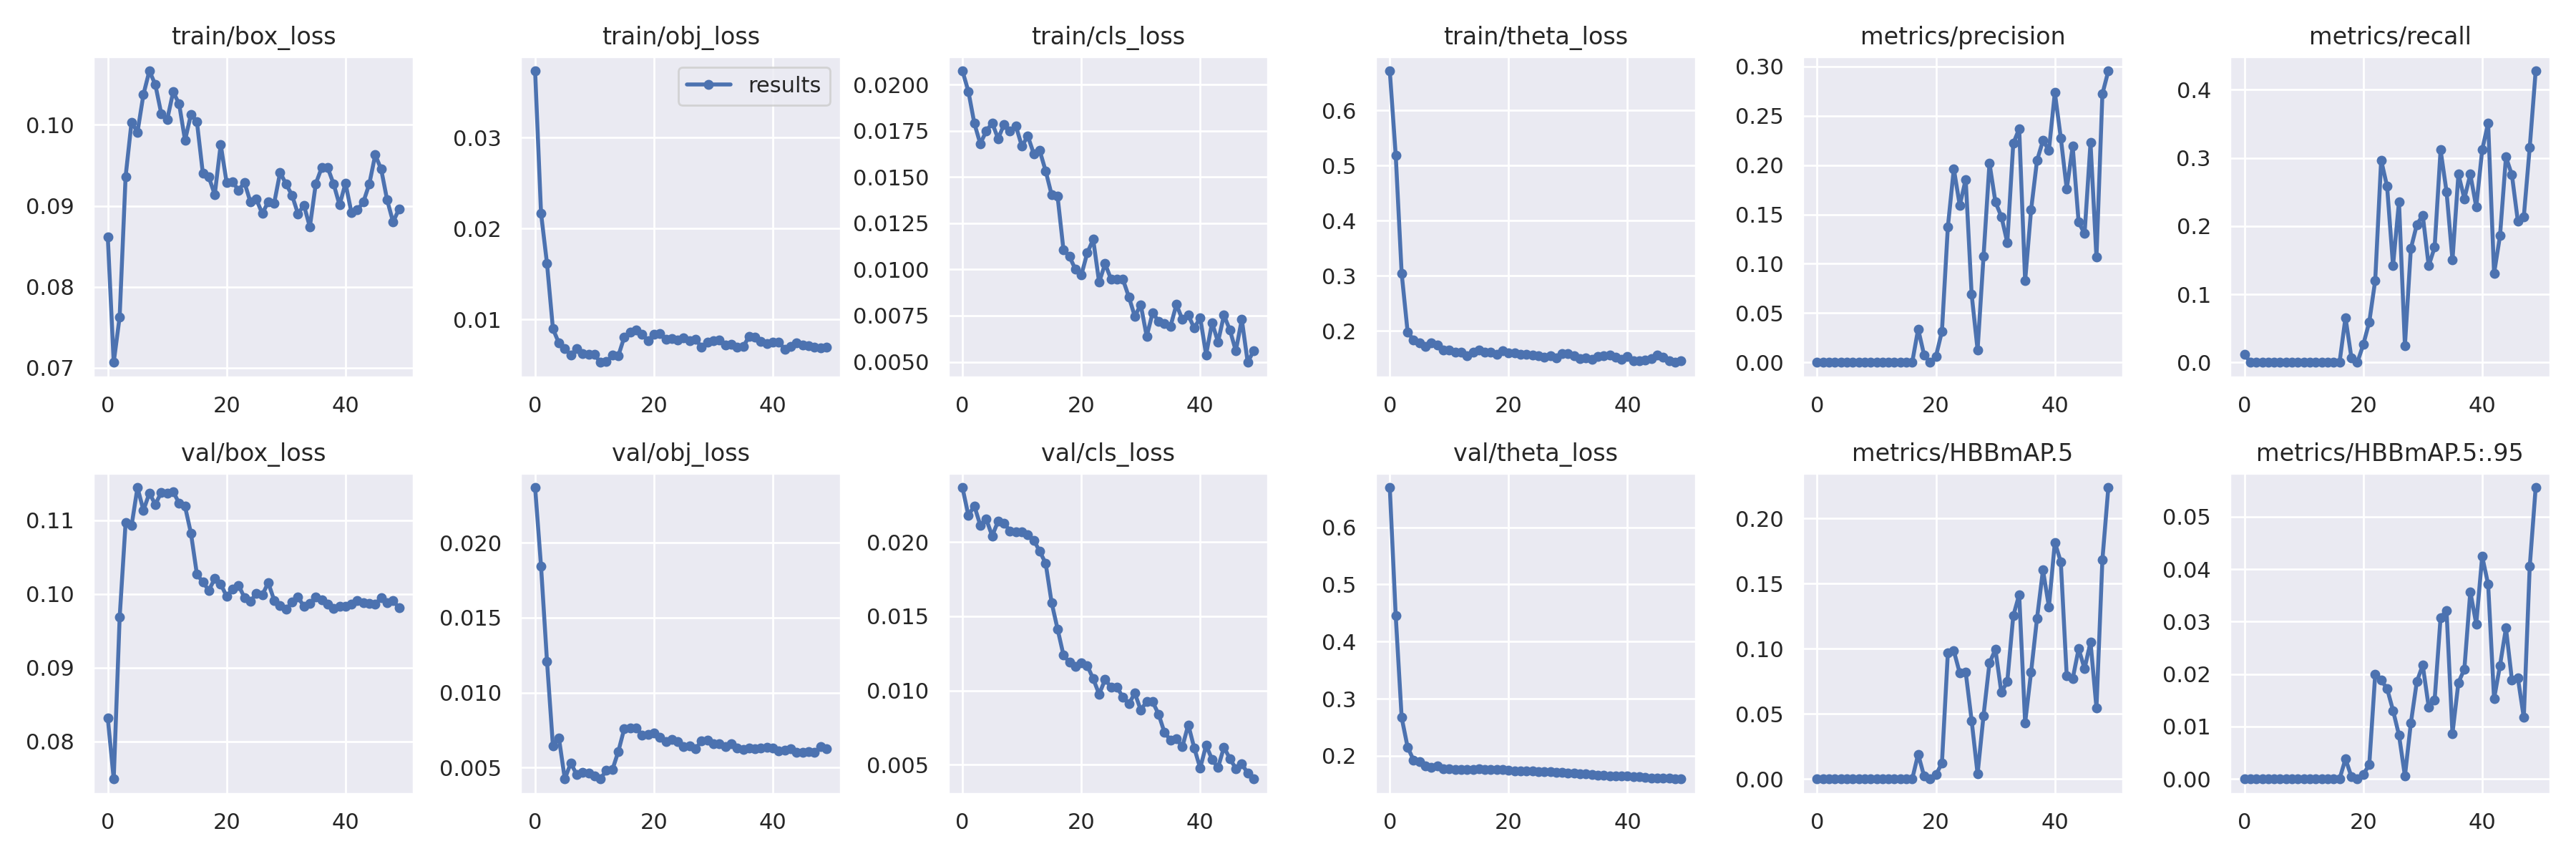 train/box_loss
0.10
0.09
0.08
0.07
0 20 40
train/obj_loss
results
0.03
0.02
0.01
0 20 40
train/cls_loss
0.0200
0.0175
0.0150
0.0125
0.0100
0.0075
0.0050
0 20 40
train/theta_loss
0.6
0.5
0.4
0.3
0.2
0 20 40
metrics/precision
0.30
0.25
0.20
0.15
0.10
0.05
0.00
0 20 40
metrics/recall
0.4
0.3
0.2
0.1
0.0
0 20 40
val/box_loss
0.11
0.10
0.09
0.08
0 20 40
val/obj_loss
0.020
0.015
0.010
0.005
0 20 40
val/cls_loss
0.020
0.015
0.010
0.005
0 20 40
val/theta_loss
0.6
0.5
0.4
0.3
0.2
0 20 40
metrics/HBBmAP.5
0.20
0.15
0.10
0.05
0.00
0 20 40
metrics/HBBmAP.5:.95
0.05
0.04
0.03
0.02
0.01
0.00
0 20 40